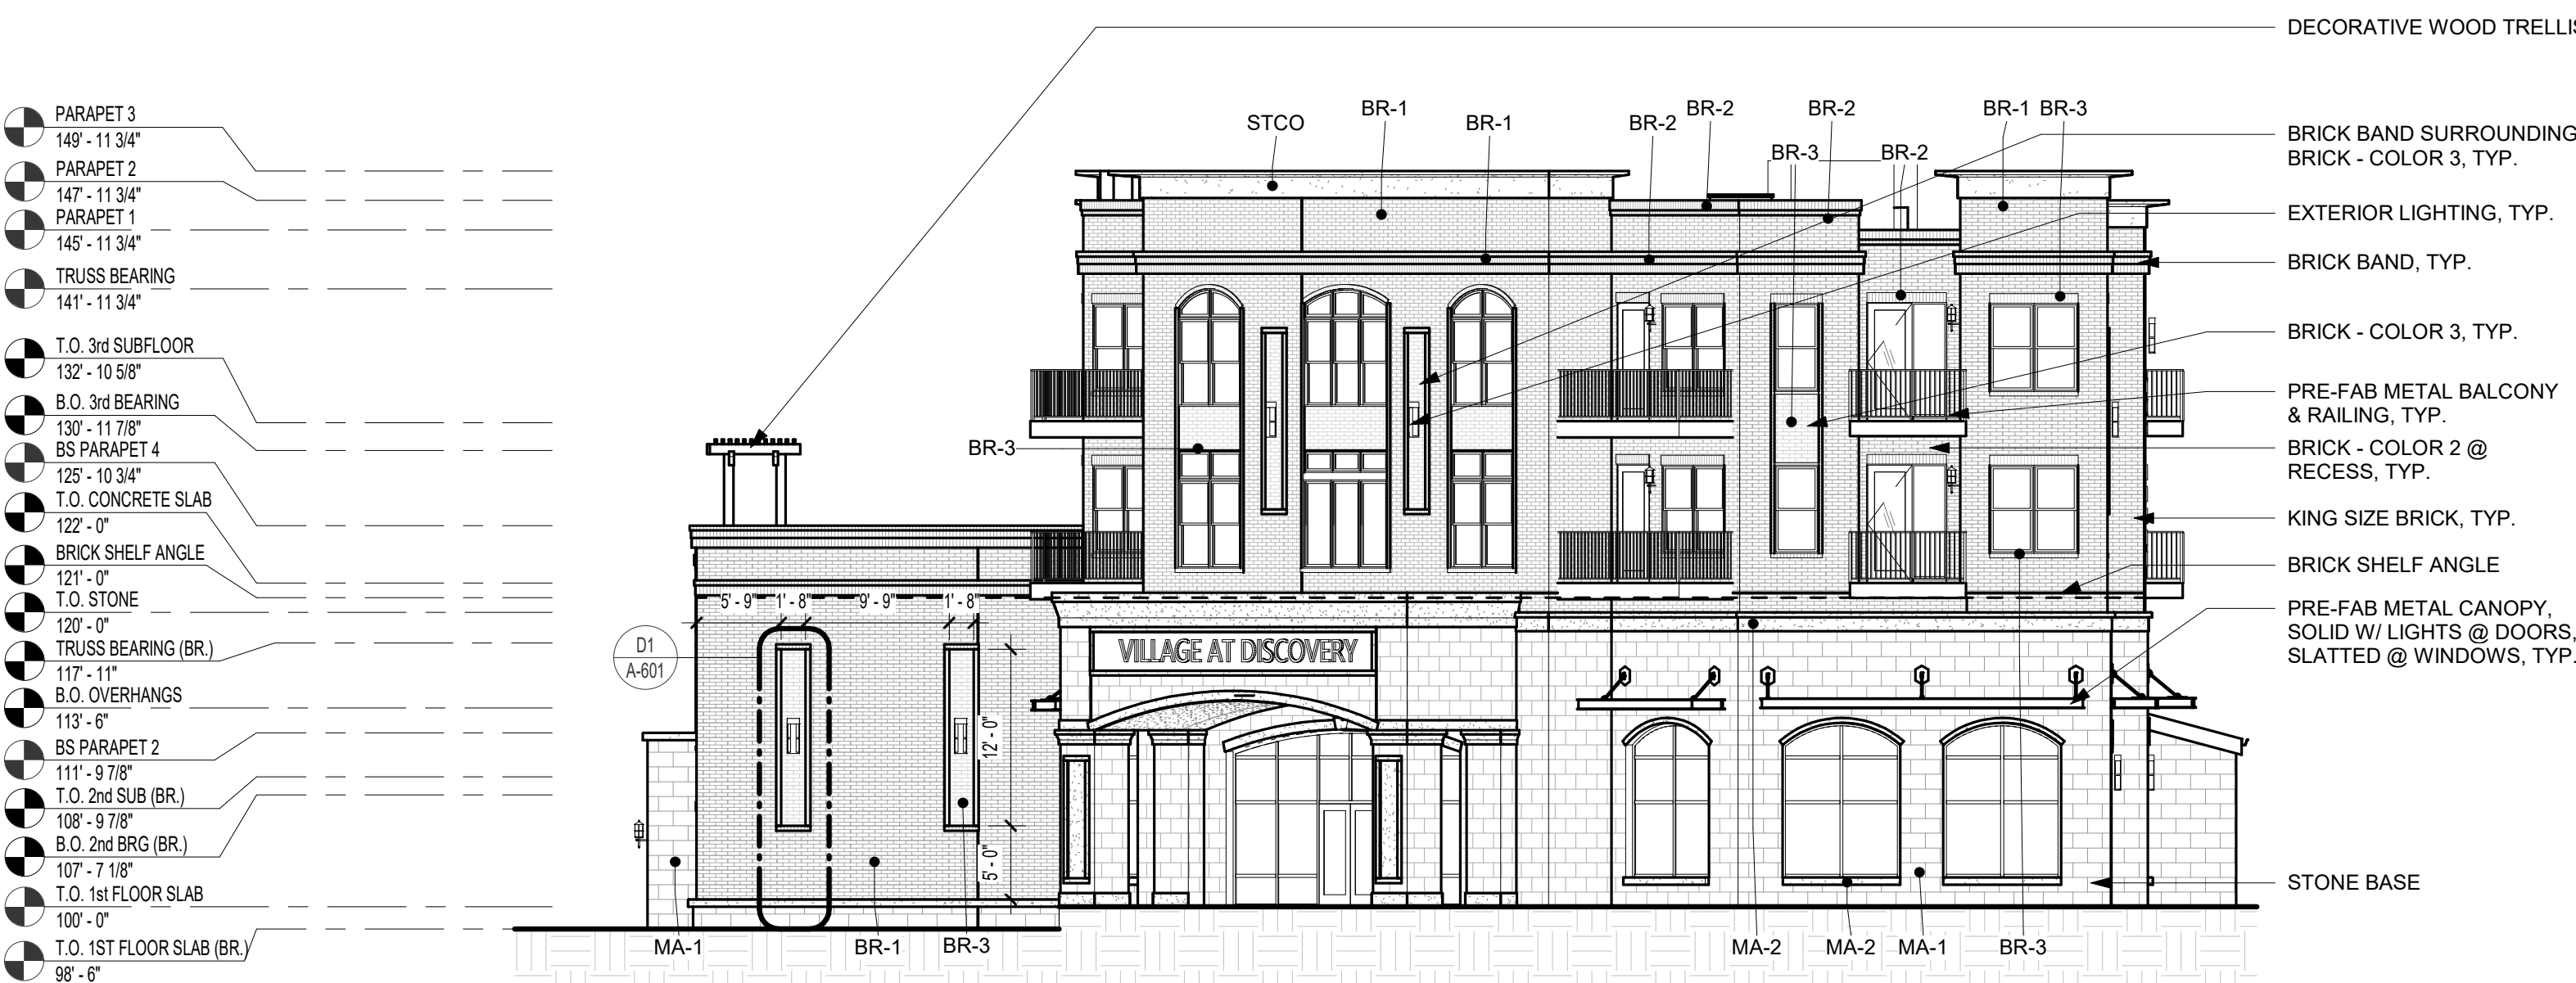 DECORATIVE WOOD TRELLIS
PARAPET 3
149' - 11 3/4"
PARAPET 2
147' - 11 3/4"
PARAPET 1
145' - 11 3/4"
TRUSS BEARING
141' - 11 3/4"
T.O. 3rd SUBFLOOR
132' - 10 5/8"
B.O. 3rd BEARING
130' - 11 7/8"
BS PARAPET 4
125' - 10 3/4"
T.O. CONCRETE SLAB
122' - 0"
BRICK SHELF ANGLE
121' - 0"
T.O. STONE
120' - 0"
TRUSS BEARING (BR.)
117' - 11"
B.O. OVERHANGS
113' - 6"
BS PARAPET 2
111' - 9 7/8"
T.O. 2nd SUB (BR.)
108' - 9 7/8"
B.O. 2nd BRG (BR.)
107' - 7 1/8"
T.O. 1st FLOOR SLAB
100' - 0"
T.O. 1ST FLOOR SLAB (BR.)
98' - 6"
STCO
BR-1
BR-1
BR-2
BR-2
BR-2
BR-1
BR-3
BR-3
BR-2
BR-3
5' - 9"
1' - 8"
9' - 9"
1' - 8"
D1
A-601
VILLAGE AT DISCOVERY
12' - 0"
5' - 0"
MA-1
BR-1
BR-3
MA-2
MA-2
MA-1
BR-3
BRICK BAND SURROUNDING
BRICK - COLOR 3, TYP.
EXTERIOR LIGHTING, TYP.
BRICK BAND, TYP.
BRICK - COLOR 3, TYP.
PRE-FAB METAL BALCONY
& RAILING, TYP.
BRICK - COLOR 2 @
RECESS, TYP.
KING SIZE BRICK, TYP.
BRICK SHELF ANGLE
PRE-FAB METAL CANOPY,
SOLID W/ LIGHTS @ DOORS,
SLATTED @ WINDOWS, TYP.
STONE BASE